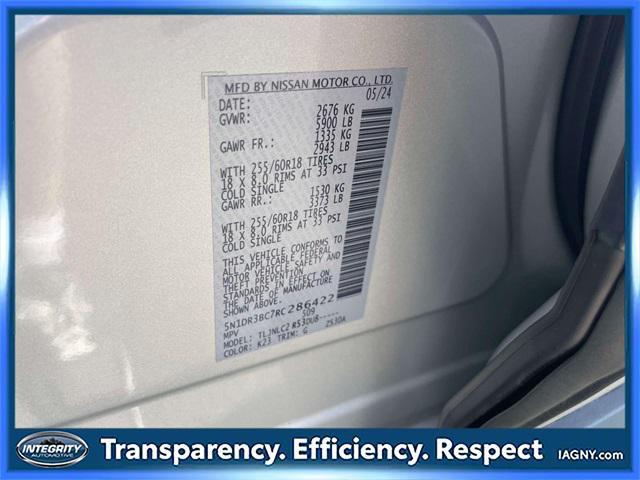 MFD BY NISSAN MOTOR CO., LTD.
DATE: 05/24
GVWR: 2676 KG
5900 LB
GAWR FR.: 1335 KG
2943 LB
WITH 255/60R18 TIRES
18 X 8.0 RIMS AT 33 PSI
COLD SINGLE
GAWR RR.: 1530 KG
3373 LB
WITH 255/60R18 TIRES
18 X 8.0 RIMS AT 33 PSI
COLD SINGLE
THIS VEHICLE CONFORMS TO
ALL APPLICABLE FEDERAL
MOTOR VEHICLE SAFETY AND
THEFT PREVENTION
STANDARDS IN EFFECT ON
THE DATE OF MANUFACTURE
5N1DR3BC7RC286422
MPV 509
MODEL: TLJNLC2 R53DU8-----
COLOR: K23 TRIM: G Z530A
INTEGRITY
AUTOMOTIVE
Transparency. Efficiency. Respect
IAGNY.com